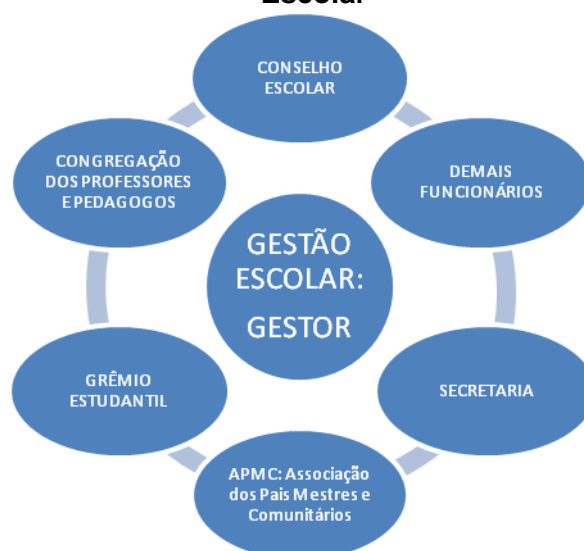 Escolar
CONSELHO
ESCOLAR
CONGREGAÇÃO
DOS PROFESSORES
E PEDAGOGOS
DEMAIS
FUNCIONÁRIOS
GESTÃO
ESCOLAR:
GESTOR
GRÊMIO
ESTUDANTIL
SECRETARIA
APMC: Associação
dos Pais Mestres e
Comunitários